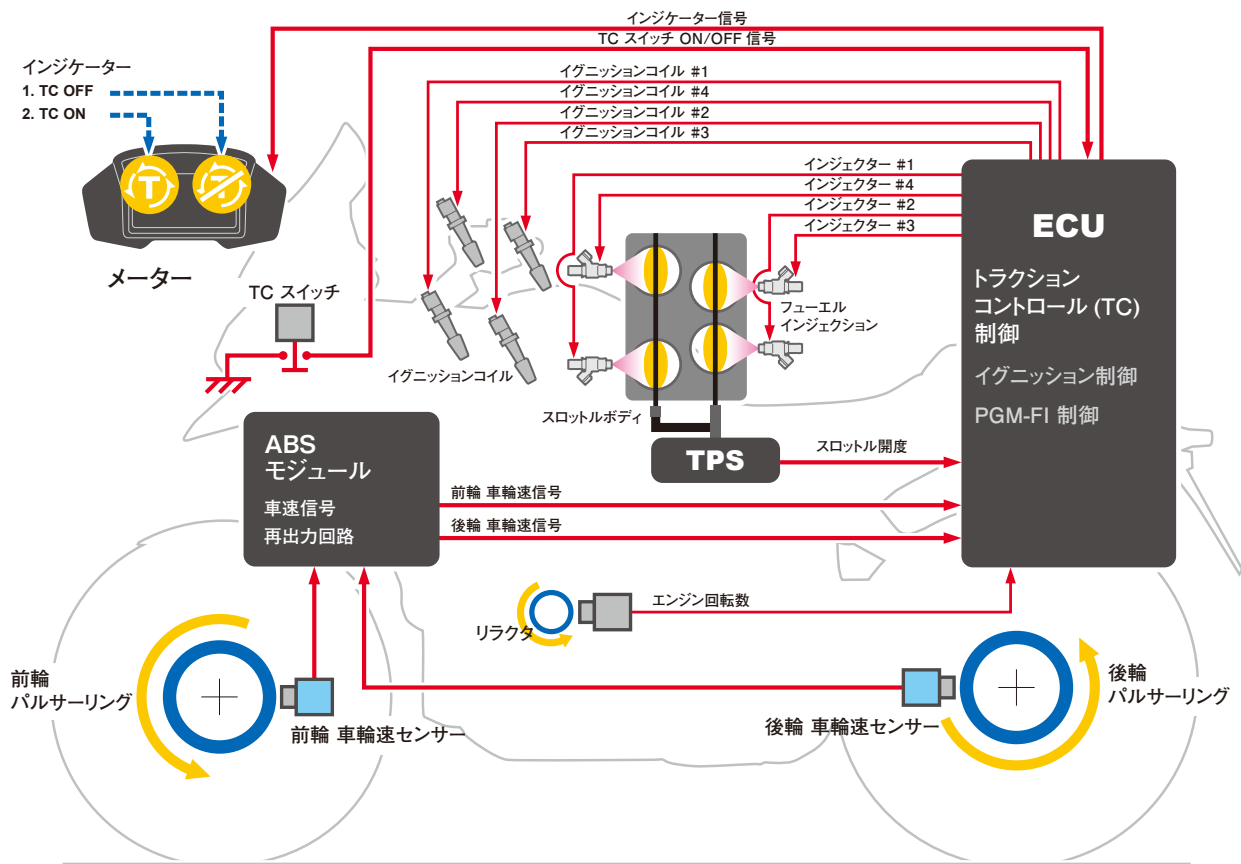 インジケーター信号
TC スイッチ ON/OFF 信号
インジケーター
1. TC OFF
2. TC ON
イグニッションコイル #1
イグニッションコイル #4
イグニッションコイル #2
イグニッションコイル #3
インジェクター #1
インジェクター #4
インジェクター #2
インジェクター #3
T
T
メーター
TC スイッチ
イグニッションコイル
フューエル
インジェクション
スロットルボディ
TPS
スロットル開度
ECU
トラクション
コントロール (TC)
制御
イグニッション制御
PGM-FI 制御
ABS
モジュール
車速信号
再出力回路
前輪 車輪速信号
後輪 車輪速信号
エンジン回転数
リラクタ
前輪
パルサーリング
前輪 車輪速センサー
後輪 車輪速センサー
後輪
パルサーリング